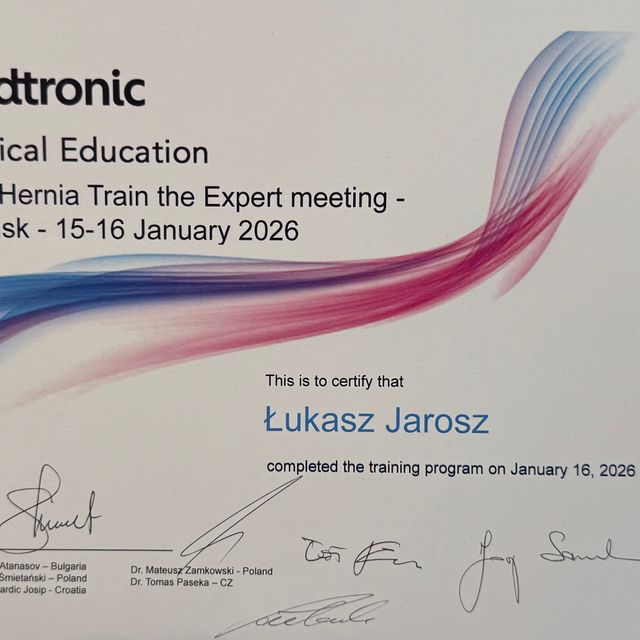 dtronic
ical Education
Hernia Train the Expert meeting -
sk - 15-16 January 2026
This is to certify that
Łukasz Jarosz
completed the training program on January 16, 2026
Atanasov – Bulgaria
Śmietański – Poland
ardic Josip - Croatia
Dr. Mateusz Zamkowski - Poland
Dr. Tomas Paseka – CZ